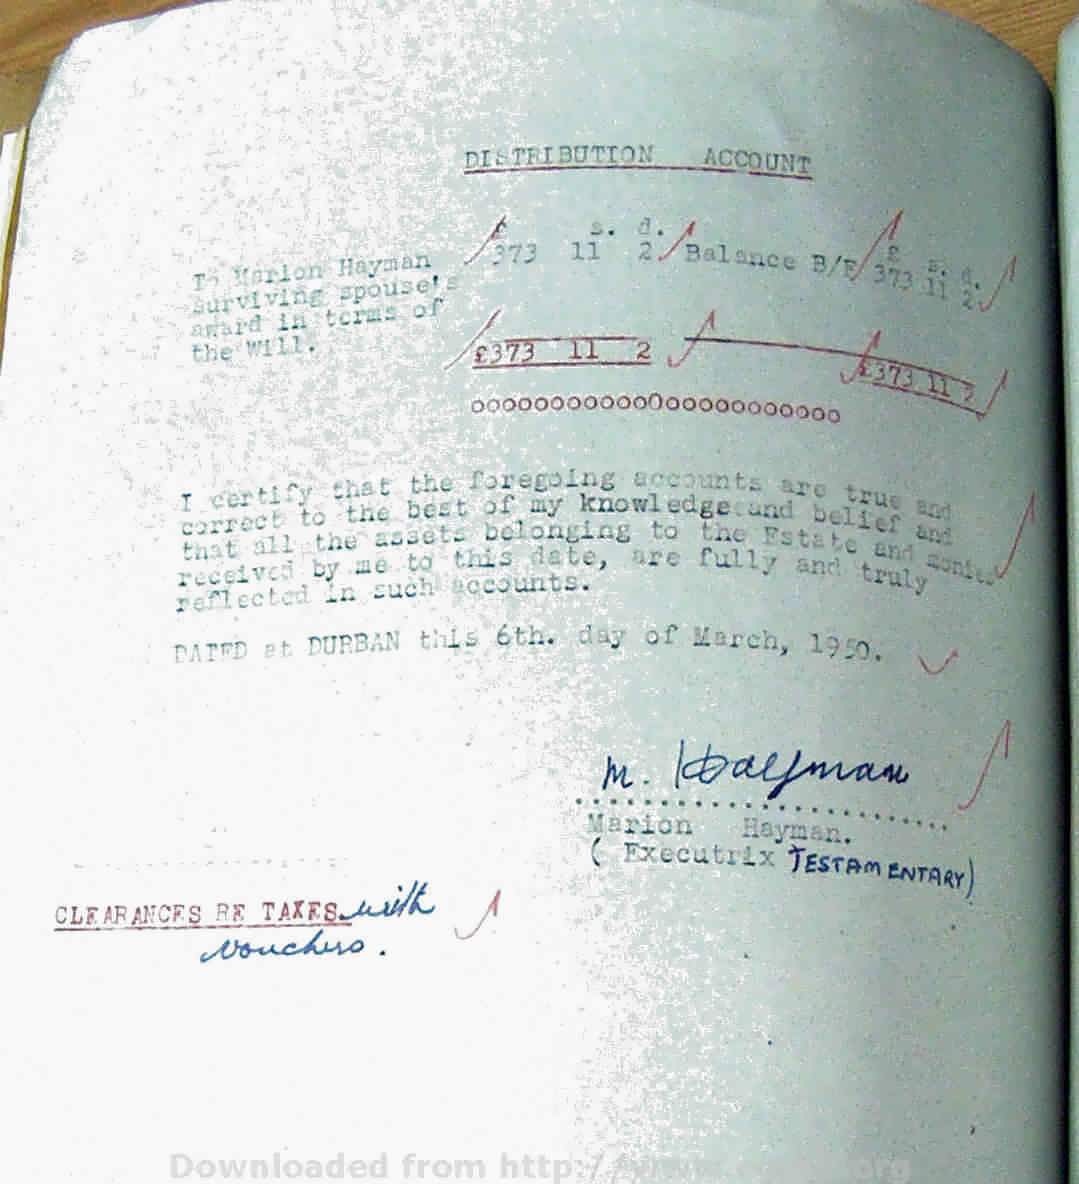 DISTRIBUTION ACCOUNT
£ s. d.
£ s. d.
To Marion Hayman 373 11 2 Balance B/F 373 11 2
surviving spouse's
award in terms of
the Will.
£373 11 2 £373 11 2
oooooooooooo0ooooooooooo
I certify that the foregoing accounts are true and
correct to the best of my knowledge and belief and
that all the assets belonging to the Estate and monies
received by me to this date, are fully and truly
reflected in such accounts.
DATED at DURBAN this 6th. day of March, 1950.
M. Hayman
Marion Hayman.
( Executrix TESTAMENTARY)
CLEARANCES RE TAXES with
vouchers.
Downloaded from http://